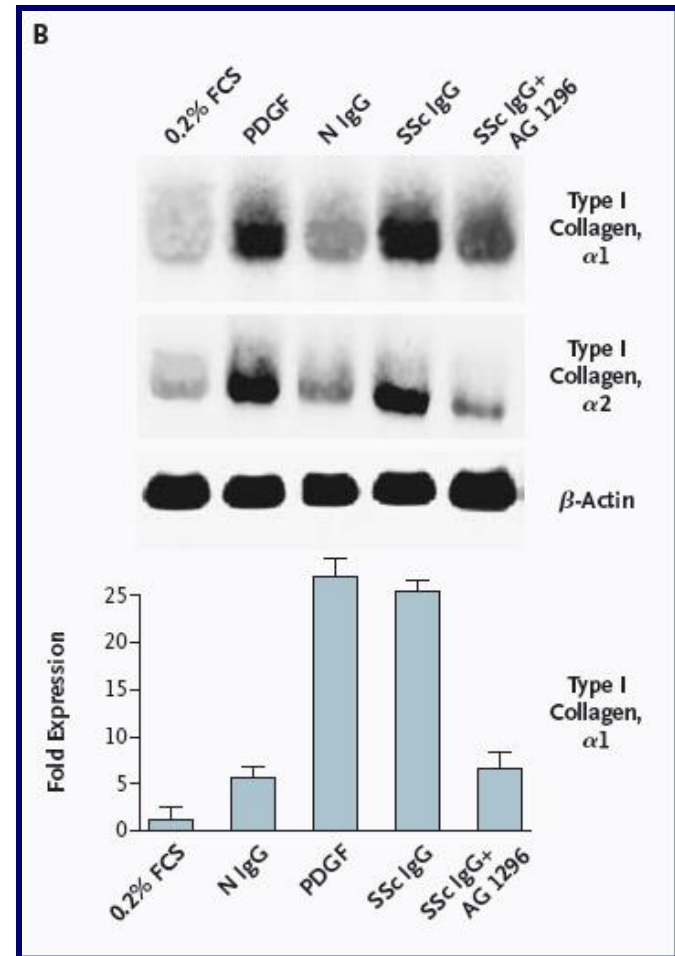 B
0.2% FCS
PDGF
N IgG
SSc IgG
SSc IgG+
AG 1296
Type I
Collagen,
α1
Type I
Collagen,
α2
β-Actin
Fold Expression
25
20
15
10
5
0
Type I
Collagen,
α1
0.2% FCS
N IgG
PDGF
SSc IgG
SSc IgG+
AG 1296